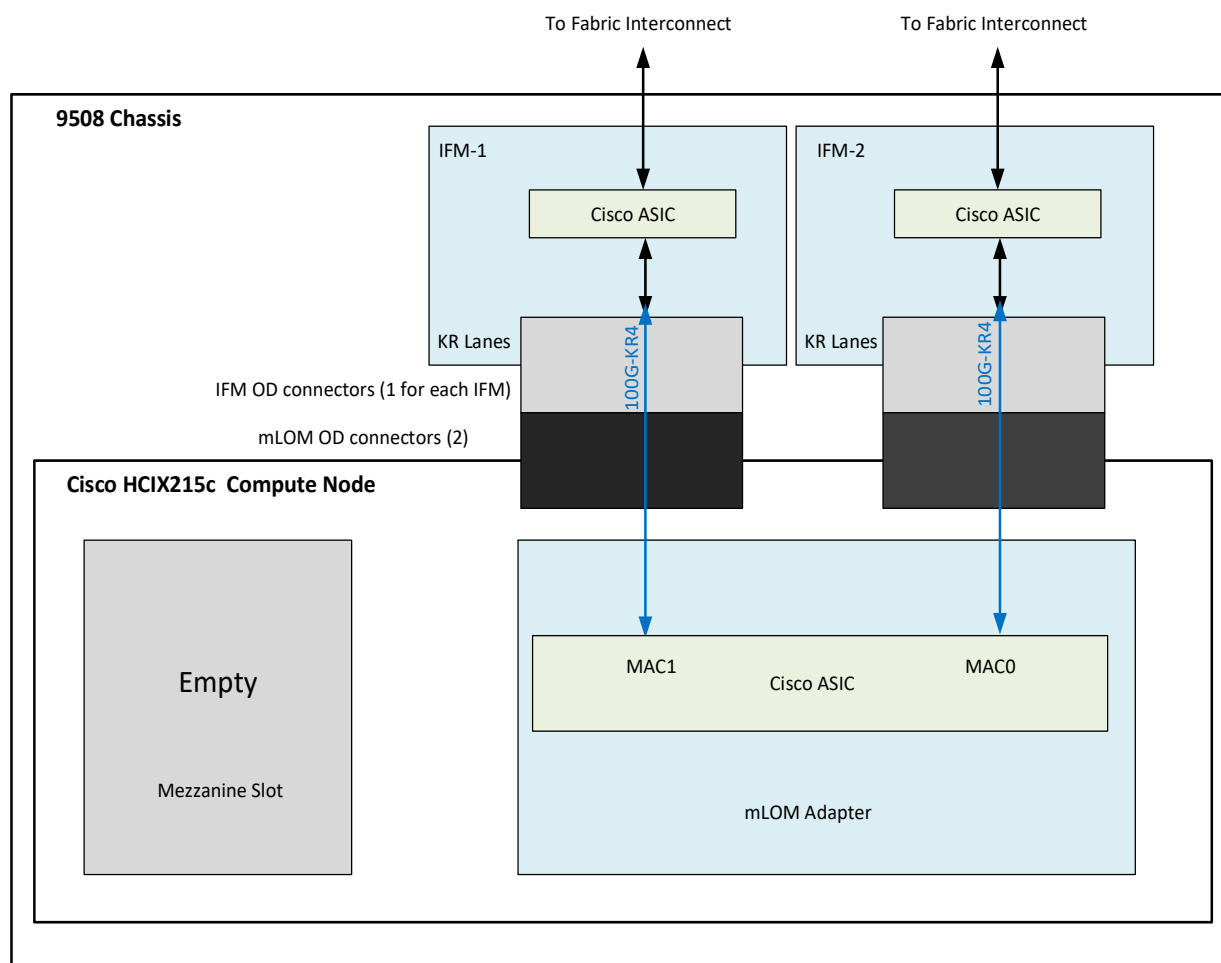 To Fabric Interconnect
To Fabric Interconnect
9508 Chassis
IFM-1
IFM-2
Cisco ASIC
Cisco ASIC
KR Lanes
KR Lanes
100G-KR4
100G-KR4
IFM OD connectors (1 for each IFM)
mLOM OD connectors (2)
Cisco HCIX215c Compute Node
Empty
Mezzanine Slot
MAC1
MAC0
Cisco ASIC
mLOM Adapter